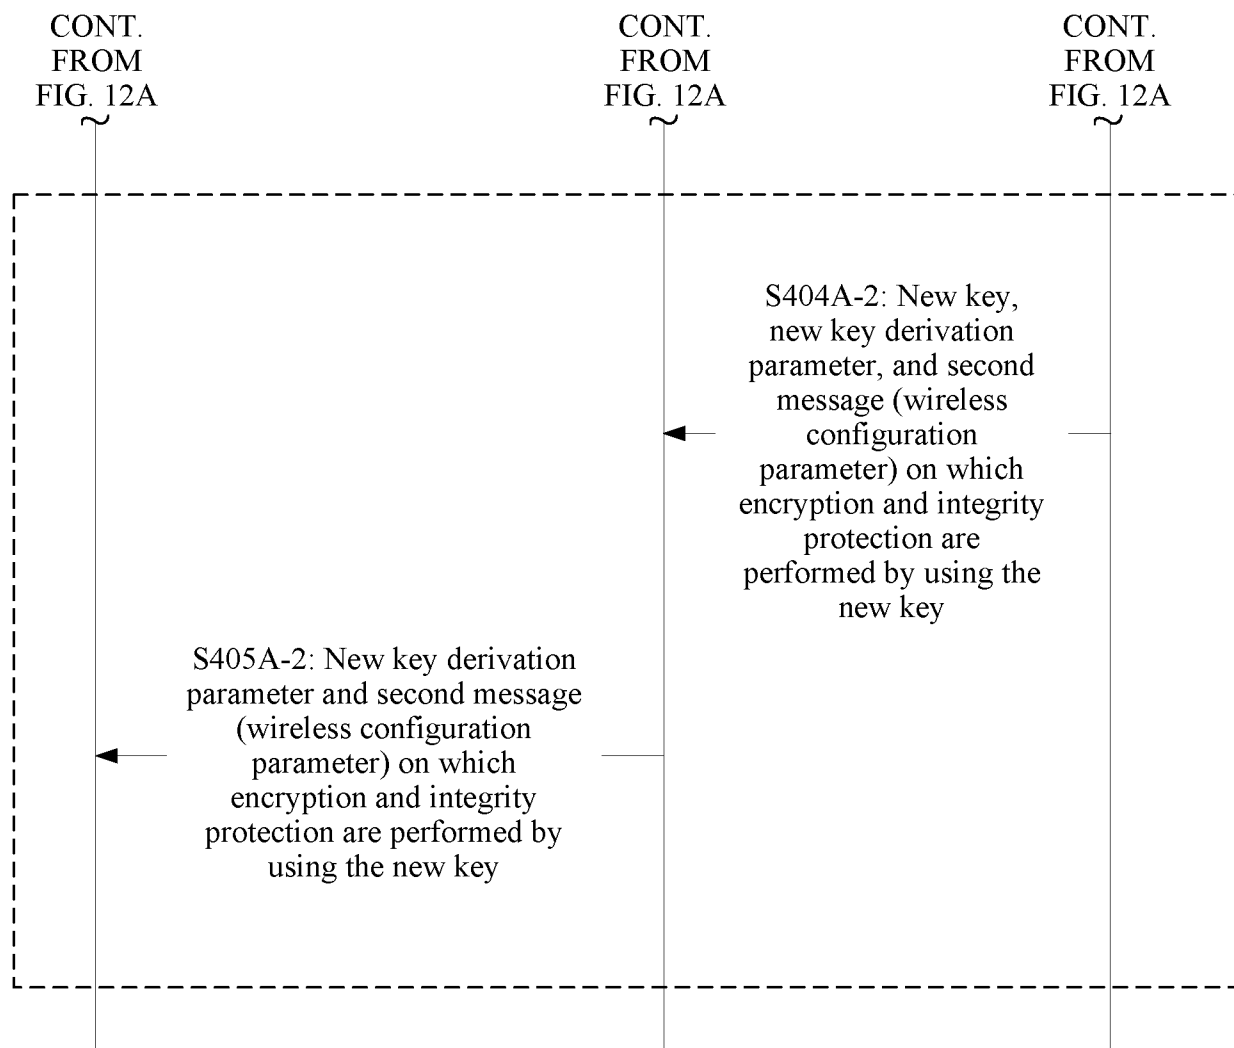 CONT.
FROM
FIG. 12A
CONT.
FROM
FIG. 12A
CONT.
FROM
FIG. 12A
S404A-2: New key,
new key derivation
parameter, and second
message (wireless
configuration
parameter) on which
encryption and integrity
protection are
performed by using the
new key
S405A-2: New key derivation
parameter and second message
(wireless configuration
parameter) on which
encryption and integrity
protection are performed by
using the new key